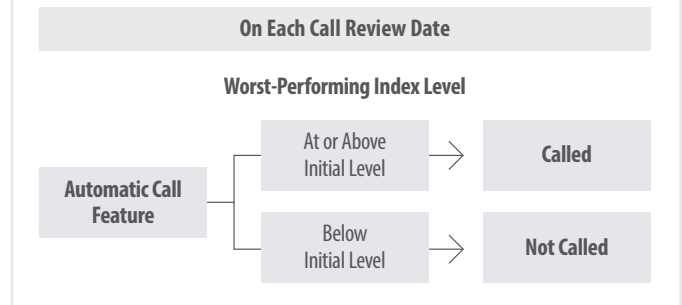 On Each Call Review Date
Worst-Performing Index Level
At or Above
Initial Level
Called
Automatic Call
Feature
Below
Initial Level
Not Called